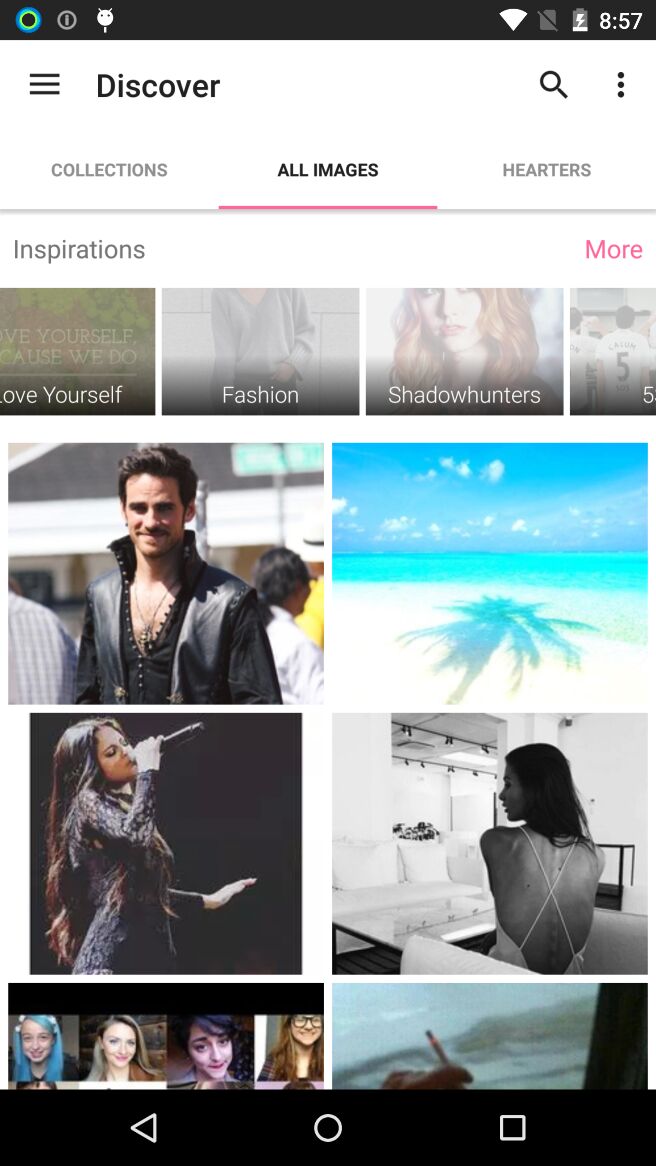 8:57
Discover
COLLECTIONS
ALL IMAGES
HEARTERS
Inspirations
More
OVE YOURSELF,
CAUSE WE DO
Love Yourself
Fashion
Shadowhunters
CALUM
5
SOS
5